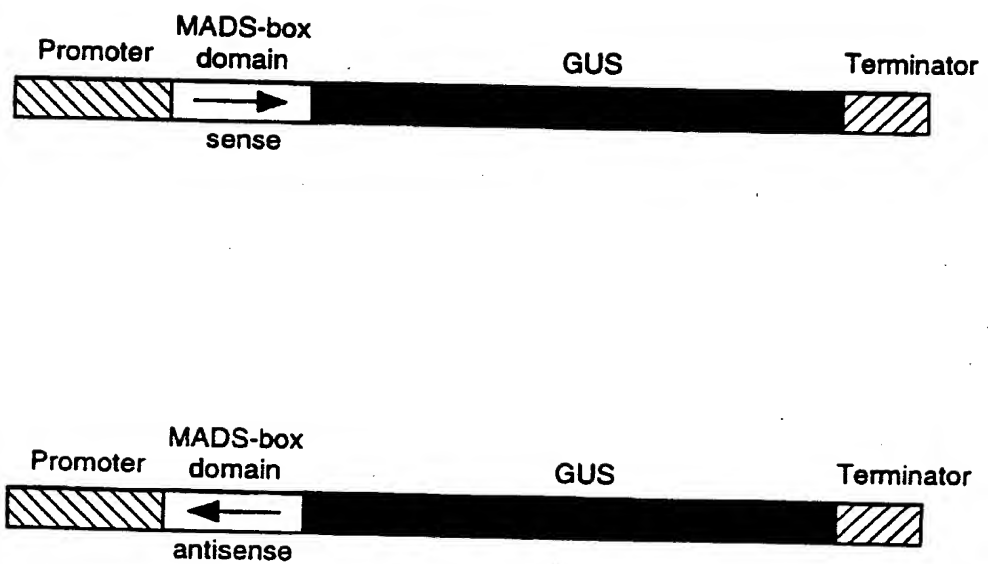 Promoter
MADS-box
domain
GUS
Terminator
sense
Promoter
MADS-box
domain
GUS
Terminator
antisense